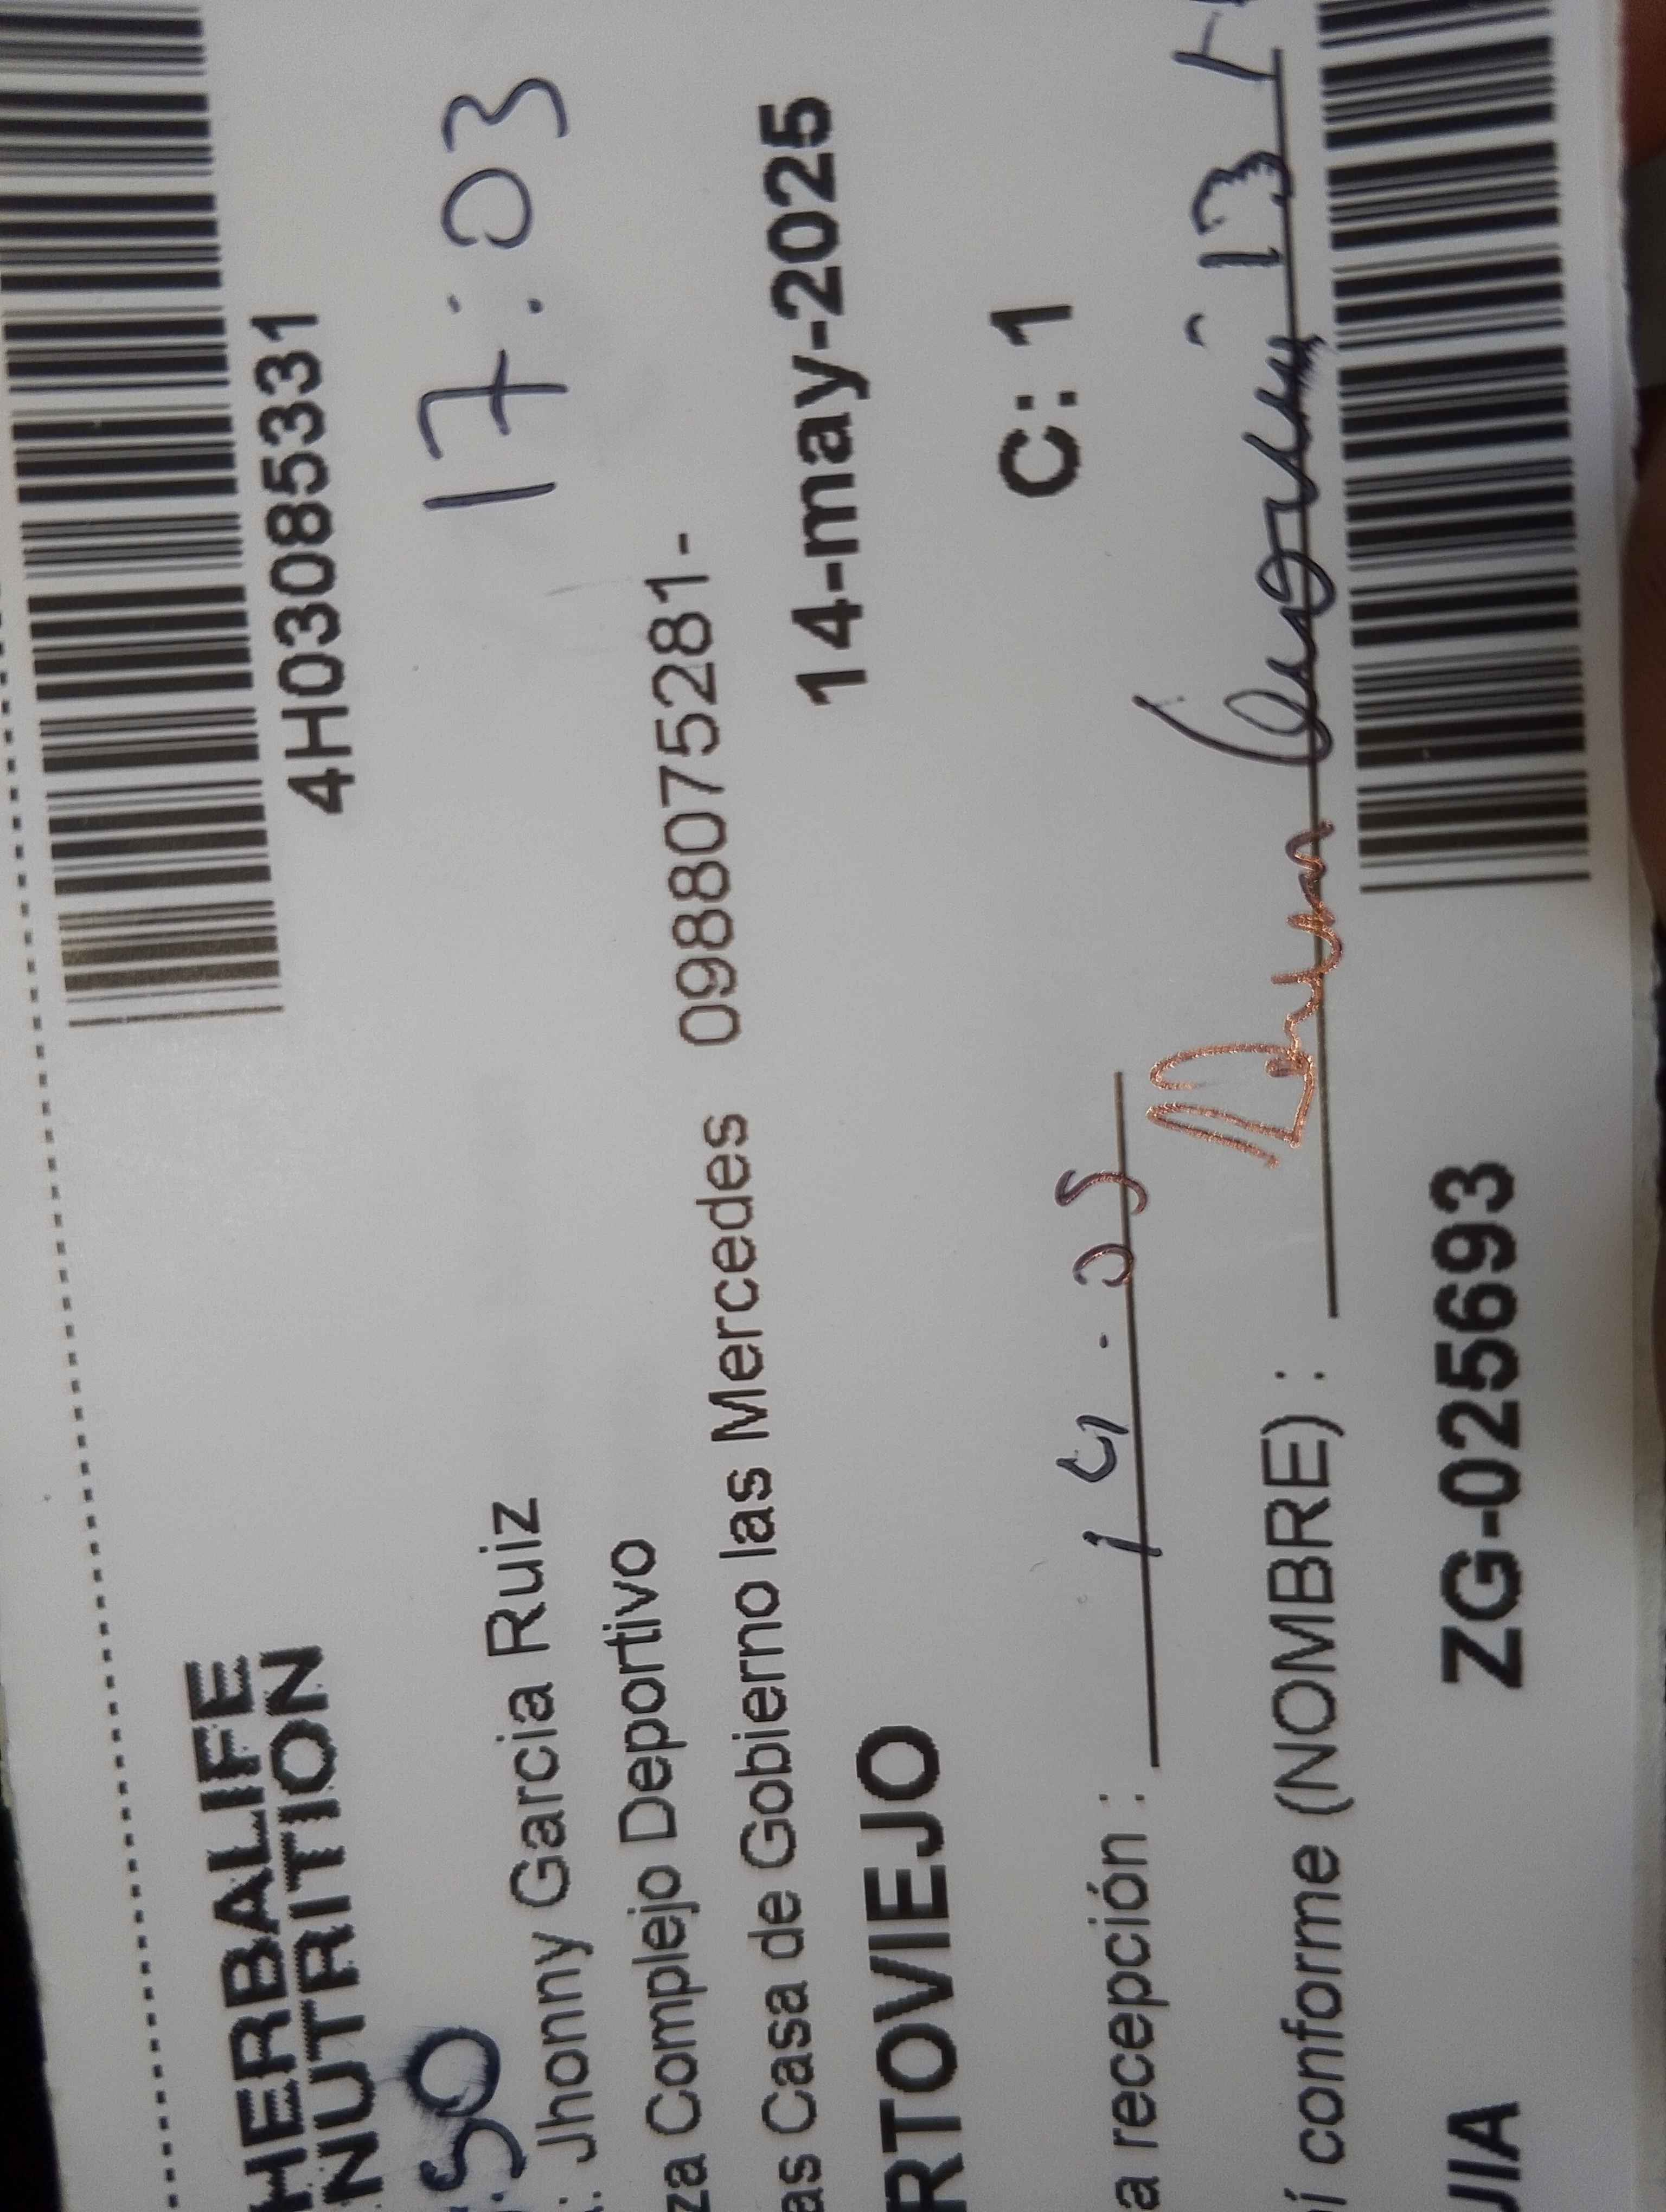 HERBALIFE
NUTRITION
4H03085331
50 17:03
: Jhonny Garcia Ruiz
za Complejo Deportivo
as Casa de Gobierno las Mercedes 0988075281-
RTOVIEJO 14-may-2025
C: 1
a recepción : 14.05
í conforme (NOMBRE) : 13
UIA ZG-025693